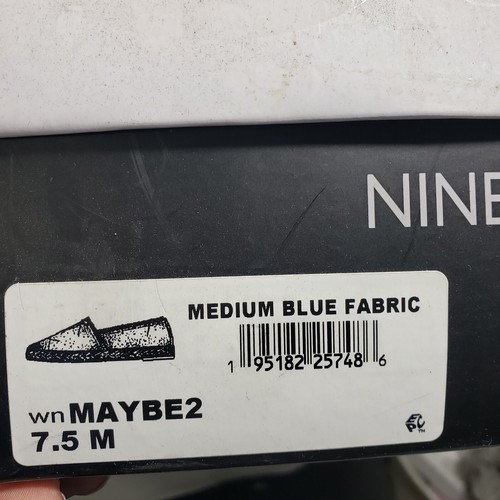 NINE
MEDIUM BLUE FABRIC
1 95182 25748 6
wn MAYBE2
7.5 M